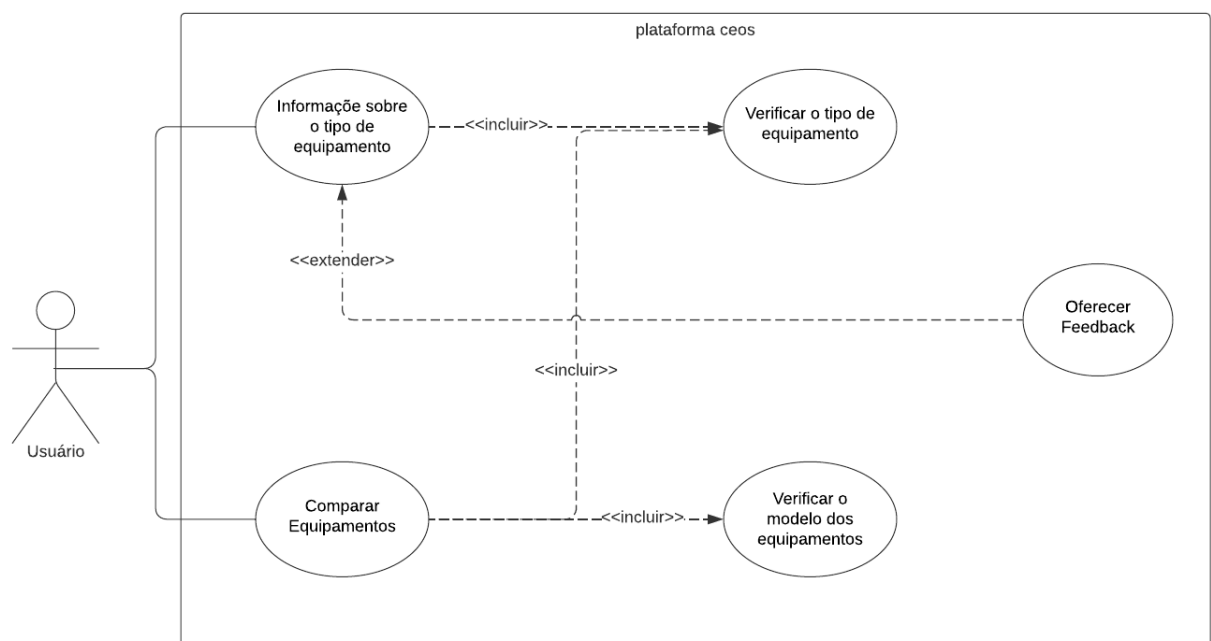 plataforma ceos
Informaçõe sobre
o tipo de
equipamento
<<incluir>>
Verificar o tipo de
equipamento
<<extender>>
Oferecer
Feedback
<<incluir>>
Usuário
Comparar
Equipamentos
<<incluir>>
Verificar o
modelo dos
equipamentos